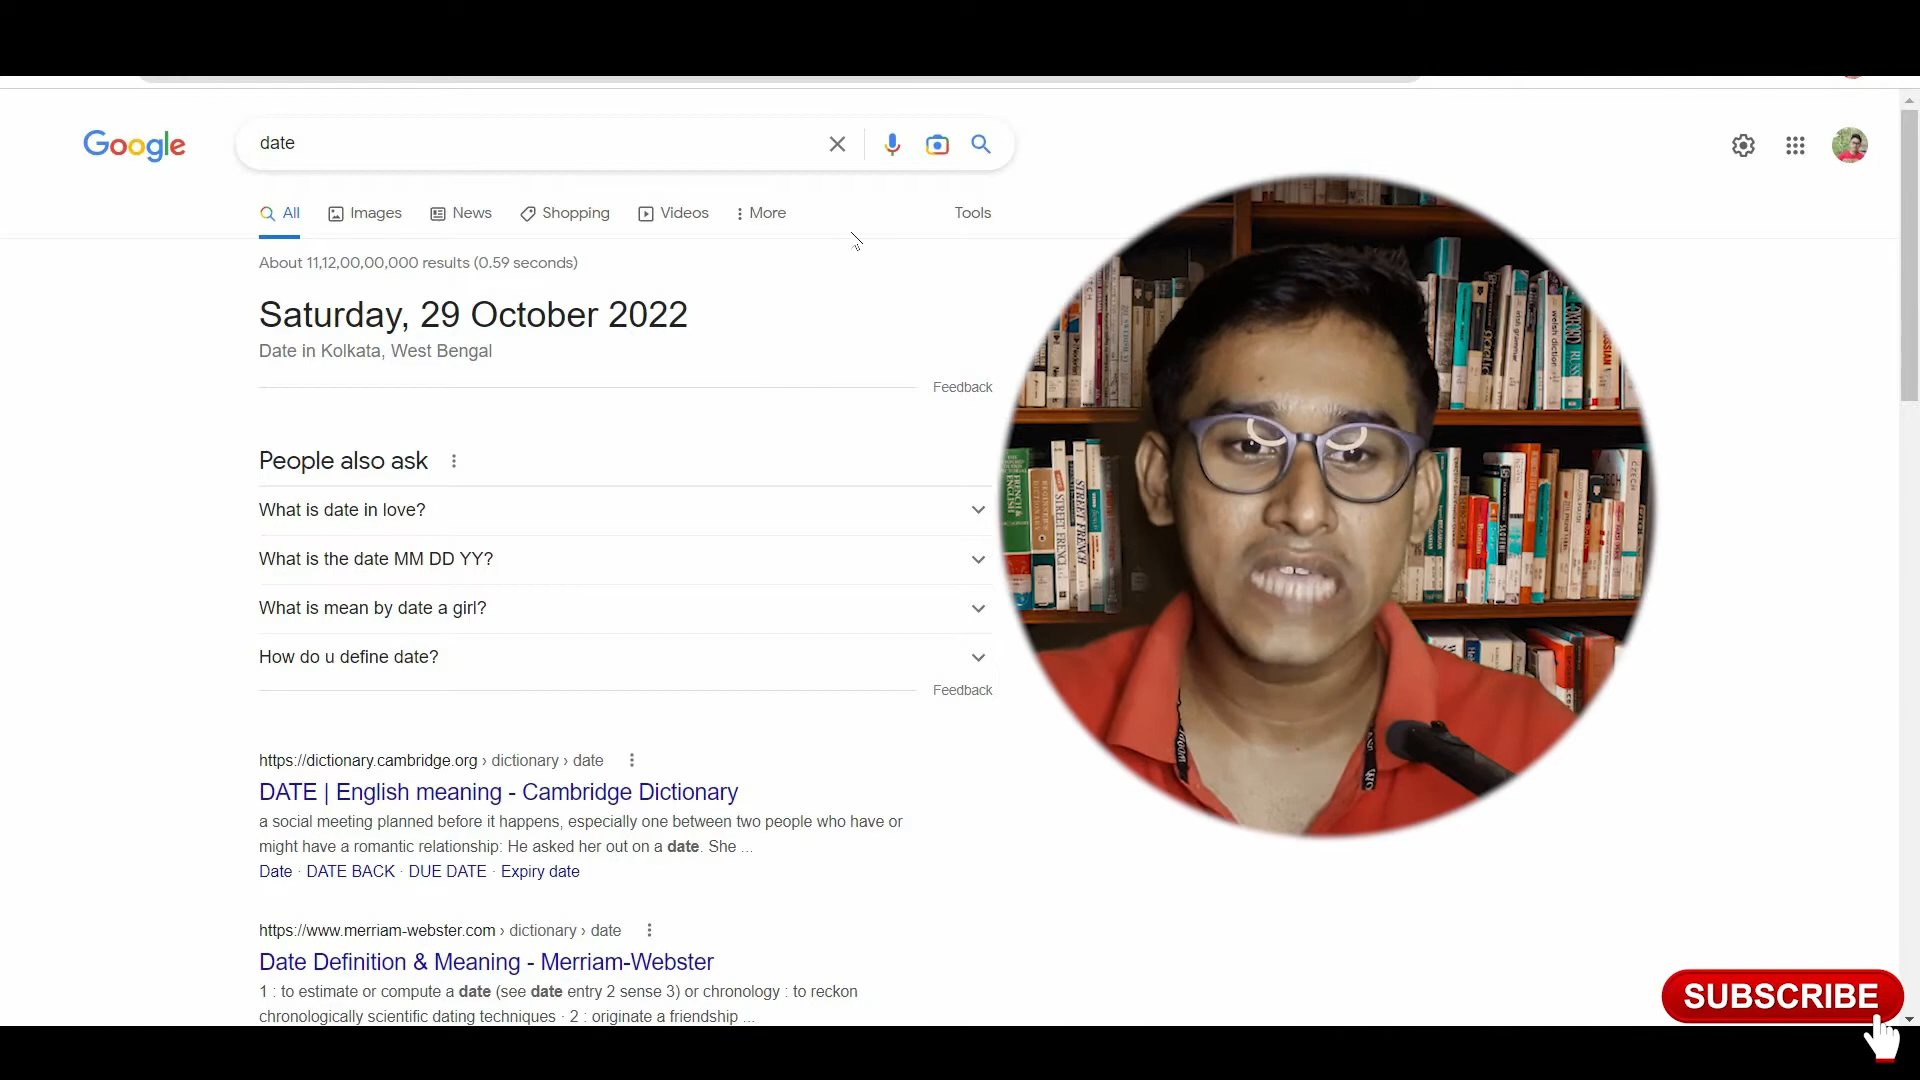 Google
date
All
Images
News
Shopping
Videos
More
Tools
About 11,12,00,00,000 results (0.59 seconds)
Saturday, 29 October 2022
Date in Kolkata, West Bengal
Feedback
People also ask
What is date in love?
What is the date MM DD YY?
What is mean by date a girl?
How do u define date?
Feedback
https://dictionary.cambridge.org › dictionary › date
DATE | English meaning - Cambridge Dictionary
a social meeting planned before it happens, especially one between two people who have or
might have a romantic relationship: He asked her out on a date. She ...
Date · DATE BACK · DUE DATE · Expiry date
https://www.merriam-webster.com › dictionary › date
Date Definition & Meaning - Merriam-Webster
1 : to estimate or compute a date (see date entry 2 sense 3) or chronology : to reckon
chronologically scientific dating techniques · 2 : originate a friendship ...
STREET FRENCH
STREET FRENCH
welsh diction
CZECH
SUBSCRIBE